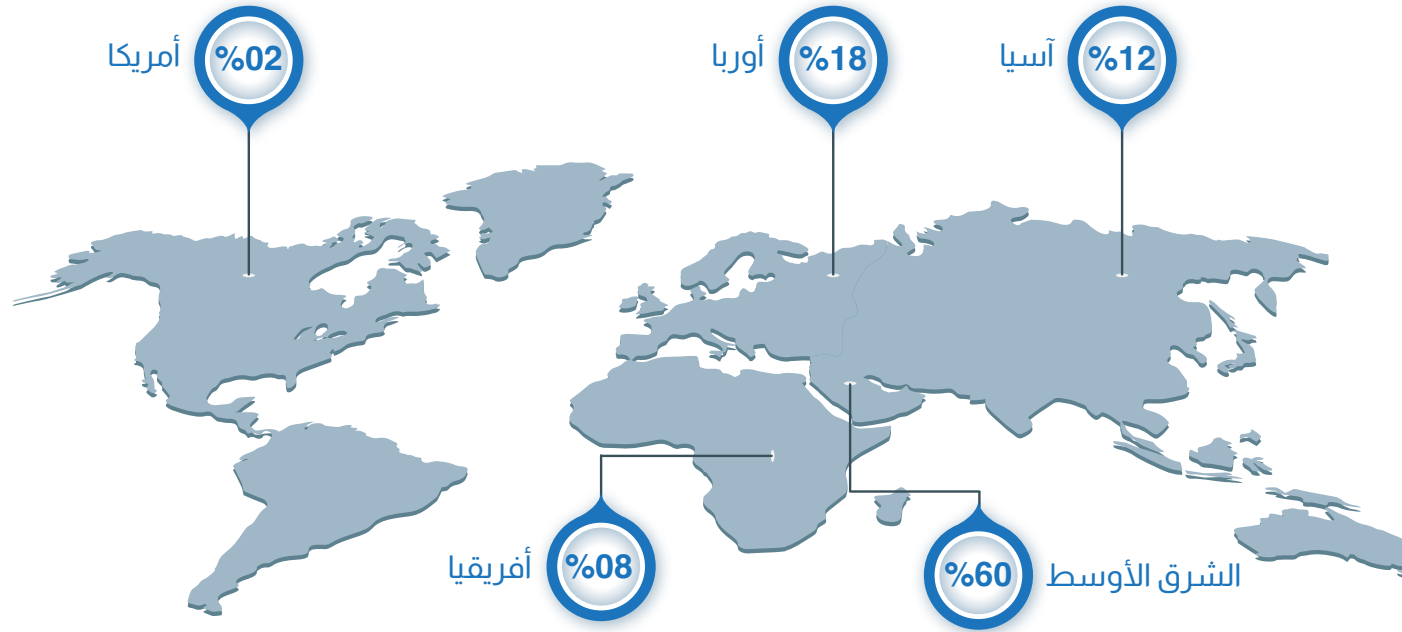 آسيا %12
أوربا %18
أمريكا %02
الشرق الأوسط %60
أفريقيا %08